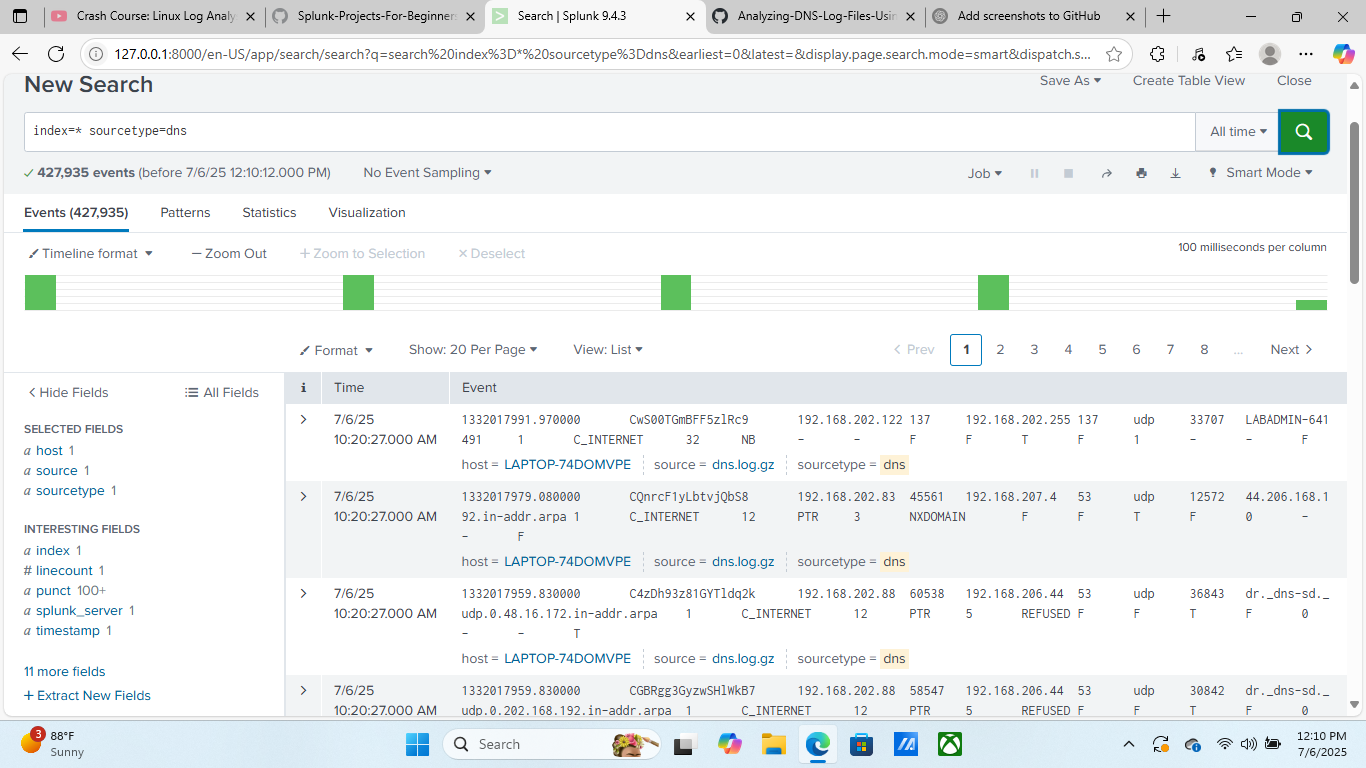 Crash Course: Linux Log Analy
Splunk-Projects-For-Beginners
Search | Splunk 9.4.3
Analyzing-DNS-Log-Files-Usin
Add screenshots to GitHub
127.0.0.1:8000/en-US/app/search/search?q=search%20index%3D*%20sourcetype%3Ddns&earliest=0&latest=&display.page.search.mode=smart&dispatch.s...
New Search
Save As
Create Table View
Close
index=* sourcetype=dns
All time
427,935 events (before 7/6/25 12:10:12.000 PM)
No Event Sampling
Job
Smart Mode
Events (427,935)
Patterns
Statistics
Visualization
Timeline format
— Zoom Out
+ Zoom to Selection
× Deselect
100 milliseconds per column
Format
Show: 20 Per Page
View: List
< Prev
1 2 3 4 5 6 7 8 ...
Next >
< Hide Fields
All Fields
i
Time
Event
SELECTED FIELDS
a host 1
a source 1
a sourcetype 1
INTERESTING FIELDS
a index 1
# linecount 1
a punct 100+
a splunk_server 1
a timestamp 1
11 more fields
+ Extract New Fields
7/6/25
10:20:27.000 AM
1332017991.970000 CwS00TGmBFF5zlRc9 192.168.202.122 137 192.168.202.255 137 udp 33707 LABADMIN-641
491 1 C_INTERNET 32 NB - - F F T F 1 - - F
host = LAPTOP-74DOMVPE source = dns.log.gz sourcetype = dns
7/6/25
10:20:27.000 AM
1332017979.080000 CQnrcF1yLbtvjQbS8 192.168.202.83 45561 192.168.207.4 53 udp 12572 44.206.168.1
92.in-addr.arpa 1 C_INTERNET 12 PTR 3 NXDOMAIN F F T F 0 -
- F
host = LAPTOP-74DOMVPE source = dns.log.gz sourcetype = dns
7/6/25
10:20:27.000 AM
1332017959.830000 C4zDh93z81GYTldq2k 192.168.202.88 60538 192.168.206.44 53 udp 36843 dr._dns-sd._
udp.0.48.16.172.in-addr.arpa 1 C_INTERNET 12 PTR 5 REFUSED F F F T F 0
- - T
host = LAPTOP-74DOMVPE source = dns.log.gz sourcetype = dns
7/6/25
10:20:27.000 AM
1332017959.830000 CGBRgg3GyzwSHlWkB7 192.168.202.88 58547 192.168.206.44 53 udp 30842 dr._dns-sd._
udp.0.202.168.192.in-addr.arpa 1 C_INTERNET 12 PTR 5 REFUSED F F F T F 0
3
88°F
Sunny
Search
12:10 PM
7/6/2025